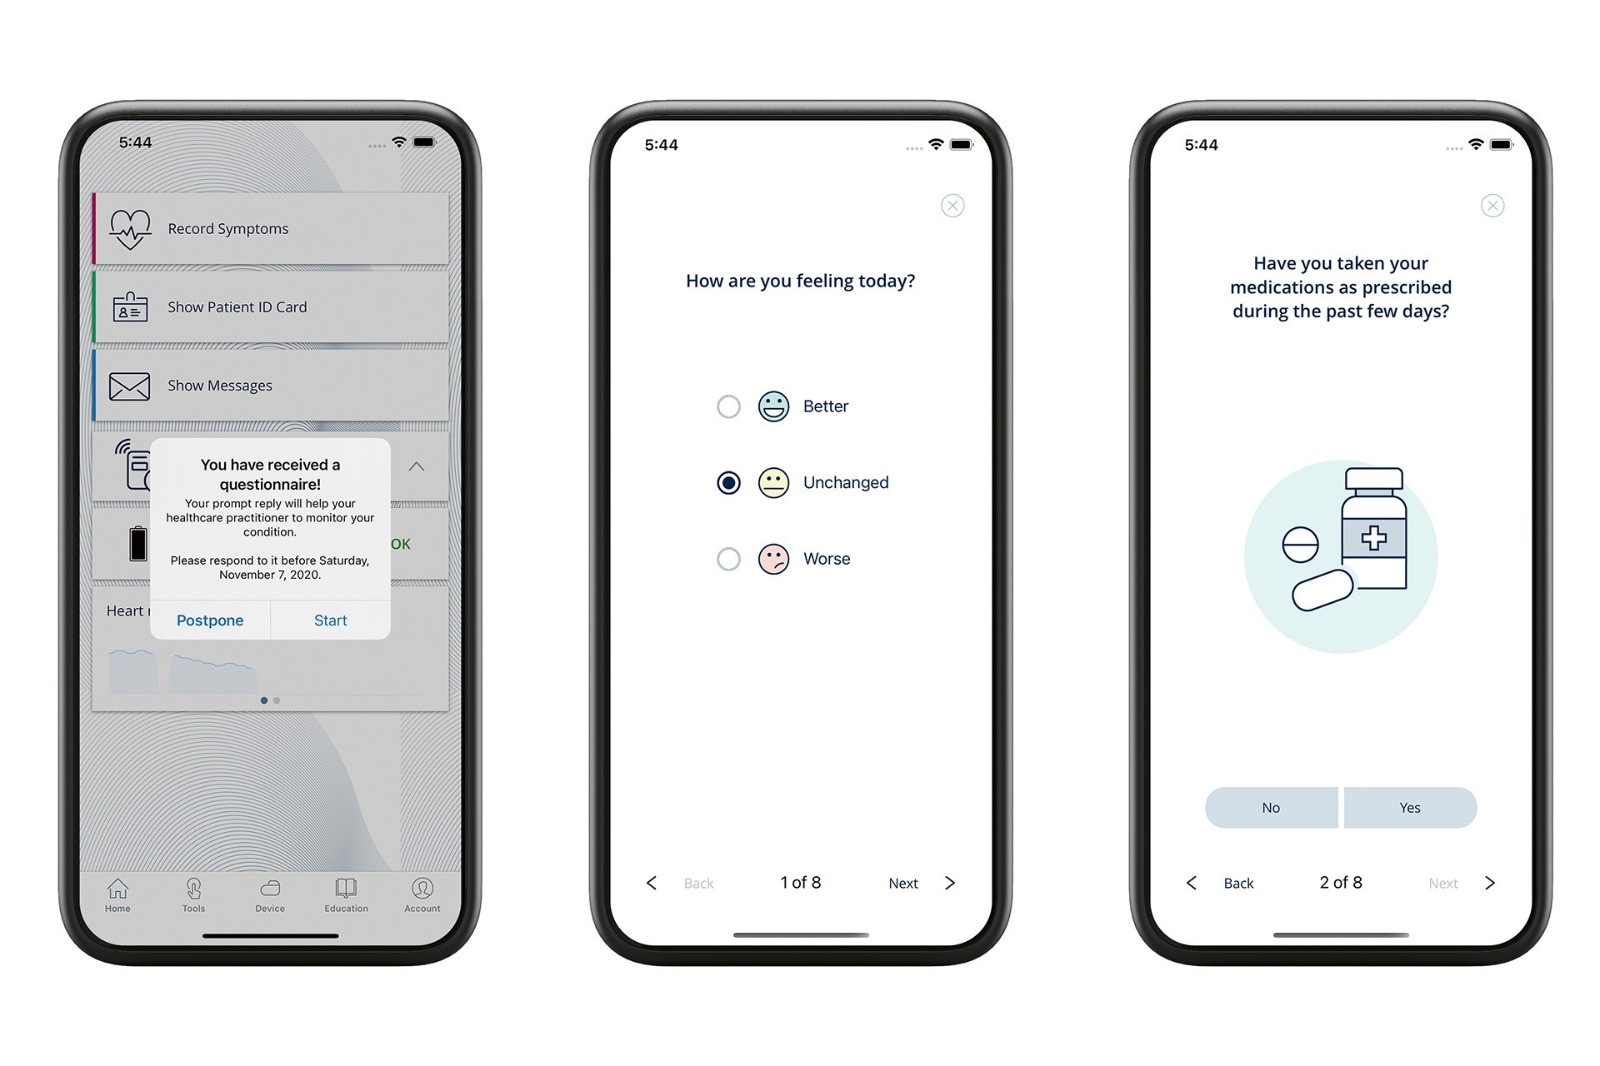 5:44
Record Symptoms
Show Patient ID Card
Show Messages
You have received a
questionnaire!
Your prompt reply will help your
healthcare practitioner to monitor your
condition.
Please respond to it before Saturday,
November 7, 2020.
Postpone
Start
OK
Heart
Home
Tools
Device
Education
Account
5:44
How are you feeling today?
Better
Unchanged
Worse
Back
1 of 8
Next
5:44
Have you taken your
medications as prescribed
during the past few days?
No
Yes
Back
2 of 8
Next